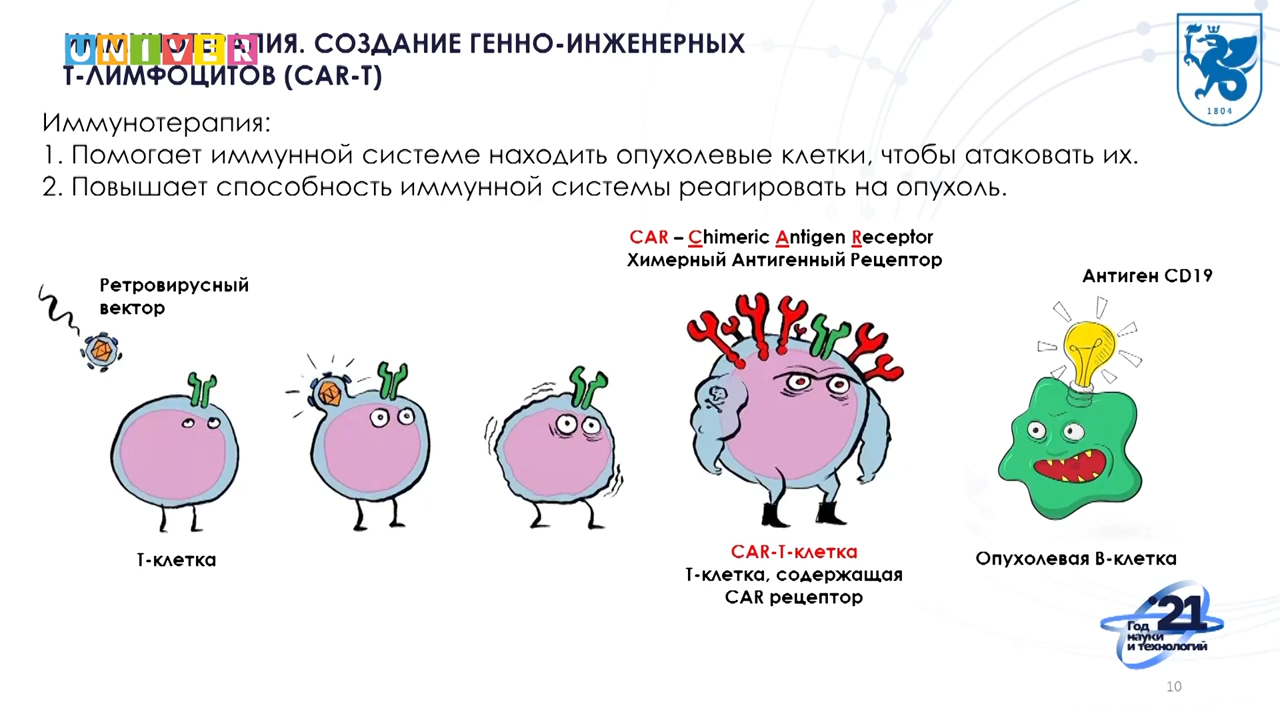 UNIVER
ИММУНОТЕРАПИЯ. СОЗДАНИЕ ГЕННО-ИНЖЕНЕРНЫХ
Т-ЛИМФОЦИТОВ (CAR-T)
1804
Иммунотерапия:
1. Помогает иммунной системе находить опухолевые клетки, чтобы атаковать их.
2. Повышает способность иммунной системы реагировать на опухоль.
CAR – Chimeric Antigen Receptor
Химерный Антигенный Рецептор
Антиген CD19
Ретровирусный
вектор
Т-клетка
CAR-Т-клетка
Т-клетка, содержащая
CAR рецептор
Опухолевая В-клетка
'21
Год
науки
и технологий
10